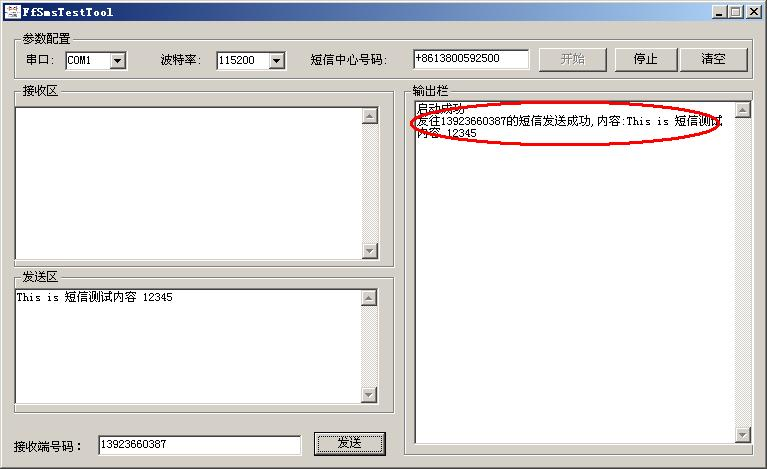 FfSmsTestTool
参数配置
串口: COM1 波特率: 115200 短信中心号码: +8613800592500 开始 停止 清空
接收区
输出栏
启动成功
发往13923660387的短信发送成功,内容:This is 短信测试
内容 12345
发送区
This is 短信测试内容 12345
接收端号码: 13923660387 发送